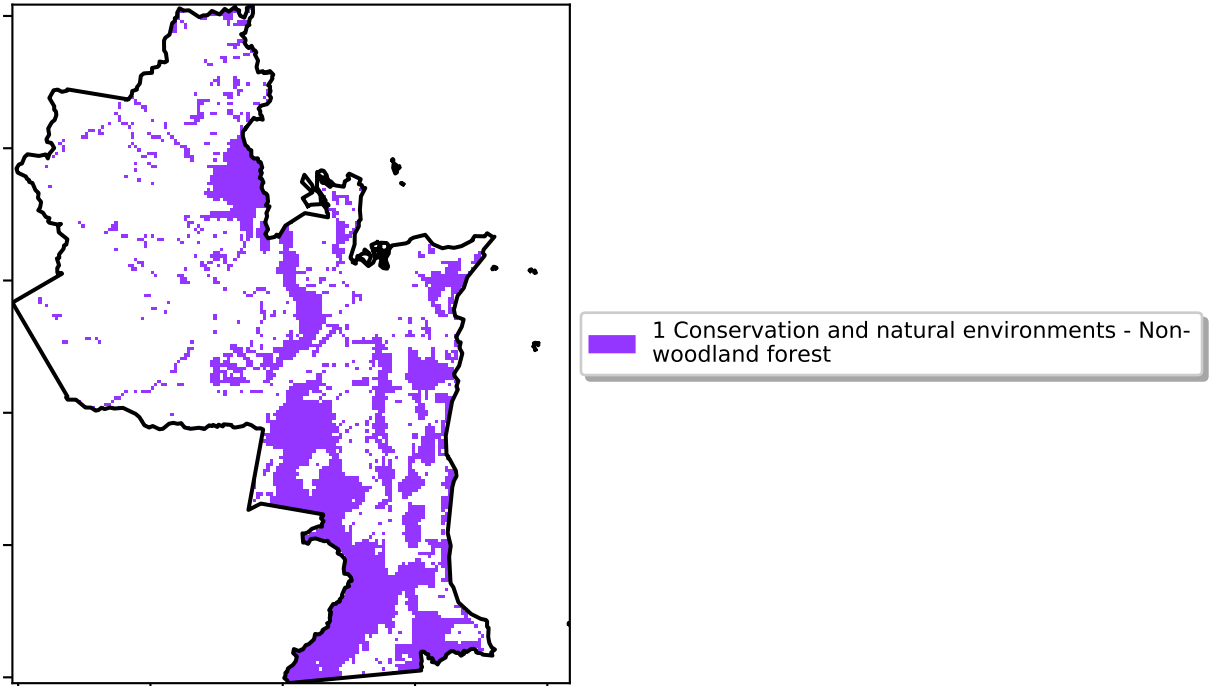 1 Conservation and natural environments - Non-
woodland forest